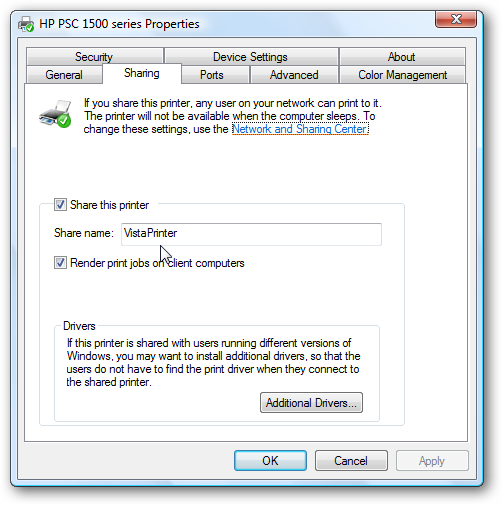 HP PSC 1500 series Properties
Security Device Settings About
General Sharing Ports Advanced Color Management
If you share this printer, any user on your network can print to it.
The printer will not be available when the computer sleeps. To
change these settings, use the Network and Sharing Center.
Share this printer
Share name: VistaPrinter
Render print jobs on client computers
Drivers
If this printer is shared with users running different versions of
Windows, you may want to install additional drivers, so that the
users do not have to find the print driver when they connect to
the shared printer.
Additional Drivers...
OK Cancel Apply